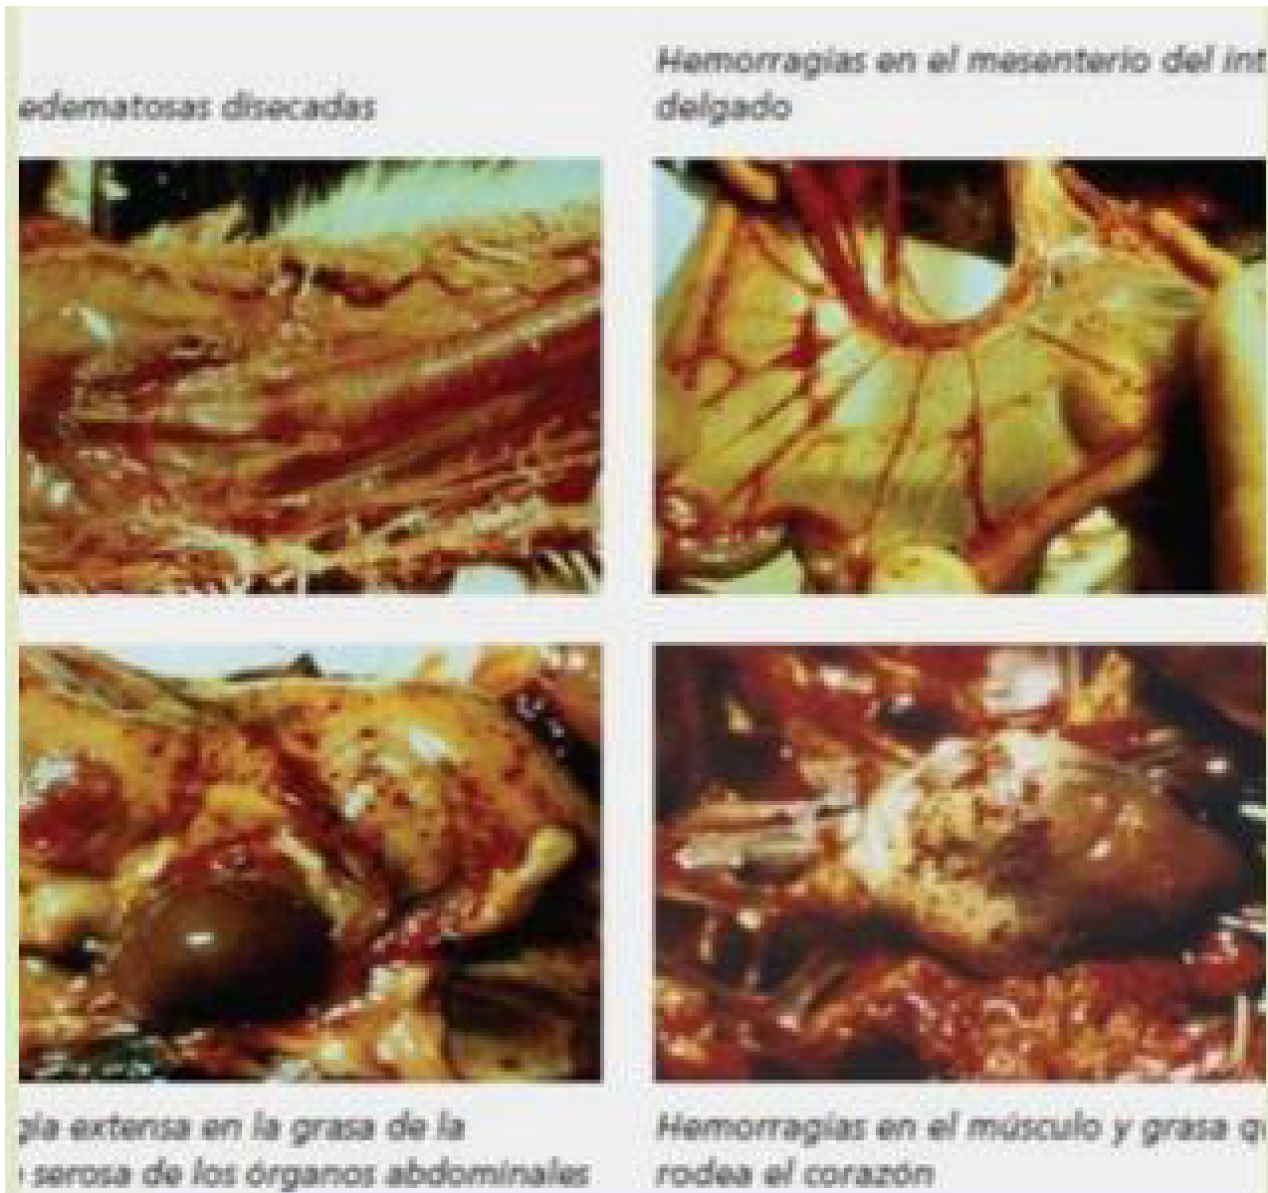 edematosas disecadas
Hemorragias en el mesenterio del int
delgado
gia extensa en la grasa de la
serosa de los órganos abdominales
Hemorragias en el músculo y grasa q
rodea el corazón